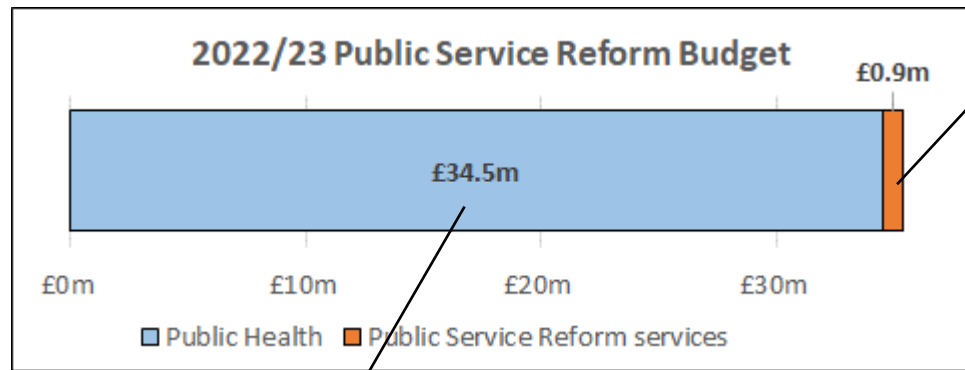 2022/23 Public Service Reform Budget
£0.9m
£34.5m
£0m £10m £20m £30m
Public Health Public Service Reform services